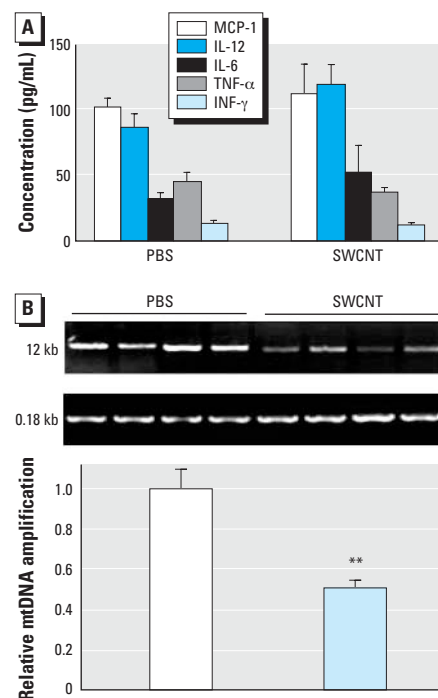 A
MCP-1
IL-12
IL-6
TNF-α
INF-γ
Concentration (pg/mL)
150
100
50
0
PBS
SWCNT
B
PBS
SWCNT
12 kb
0.18 kb
Relative mtDNA amplification
1.0
0.8
0.6
0.4
0.2
0
**